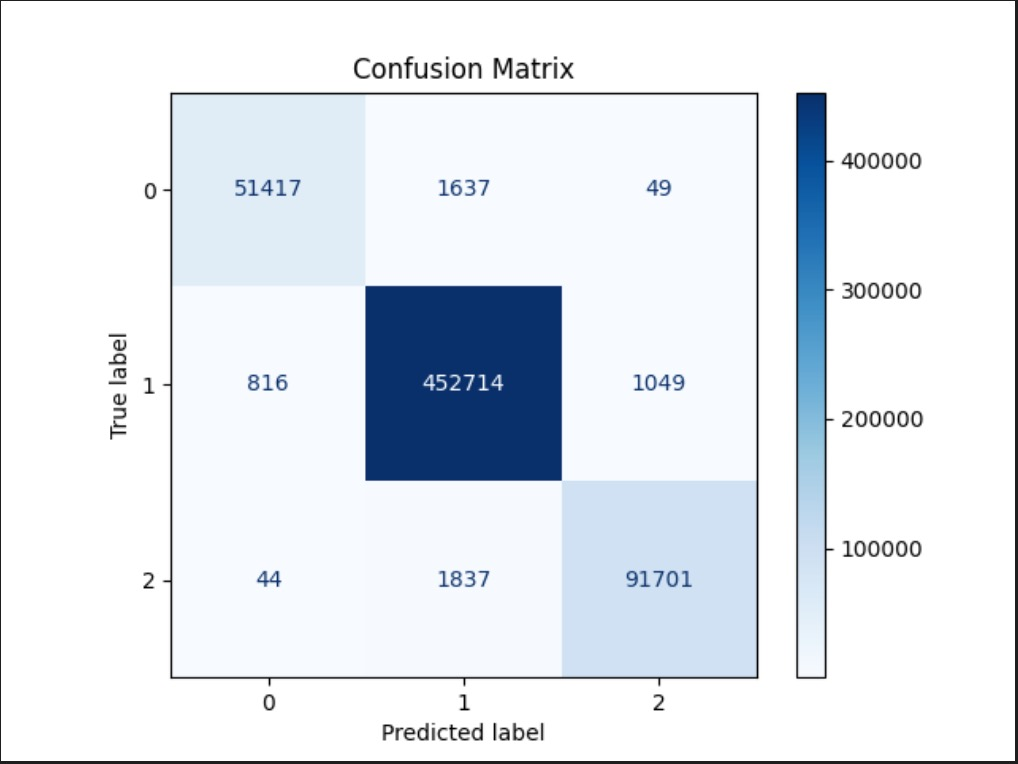 Confusion Matrix
0 51417 1637 49
1 816 452714 1049
2 44 1837 91701
0 1 2
True label
Predicted label
400000
300000
200000
100000